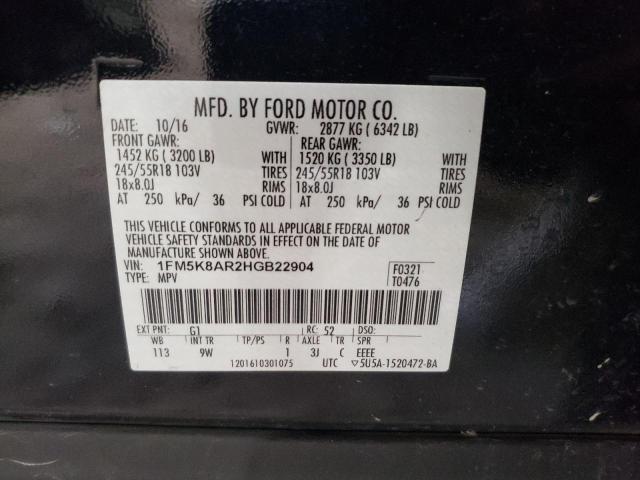 MFD. BY FORD MOTOR CO.
DATE: 10/16 GVWR: 2877 KG ( 6342 LB)
FRONT GAWR: REAR GAWR:
1452 KG ( 3200 LB) WITH 1520 KG ( 3350 LB) WITH
245/55R18 103V TIRES 245/55R18 103V TIRES
18x8.0J RIMS 18x8.0J RIMS
AT 250 kPa/ 36 PSI COLD AT 250 kPa/ 36 PSI COLD
THIS VEHICLE CONFORMS TO ALL APPLICABLE FEDERAL MOTOR
VEHICLE SAFETY STANDARDS IN EFFECT ON THE DATE OF
MANUFACTURE SHOWN ABOVE.
VIN: 1FM5K8AR2HGB22904 F0321
TYPE: MPV T0476
EXT PNT: G1 RC: 52 DSO:
WB INT TR TP/PS R AXLE TR SPR
113 9W 1 3J C EEEE
1201610301075 UTC ▽5U5A-1520472-BA